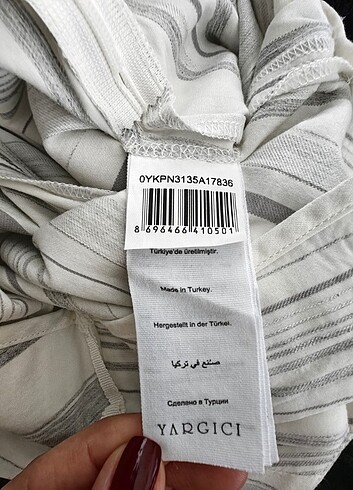 0YKPN3135A17836
8 696466 410501
Türkiye'de üretilmiştir.
Made in Turkey.
Hergestellt in der Türkei.
صنع في تركيا
Сделано в Турции
YARGICI